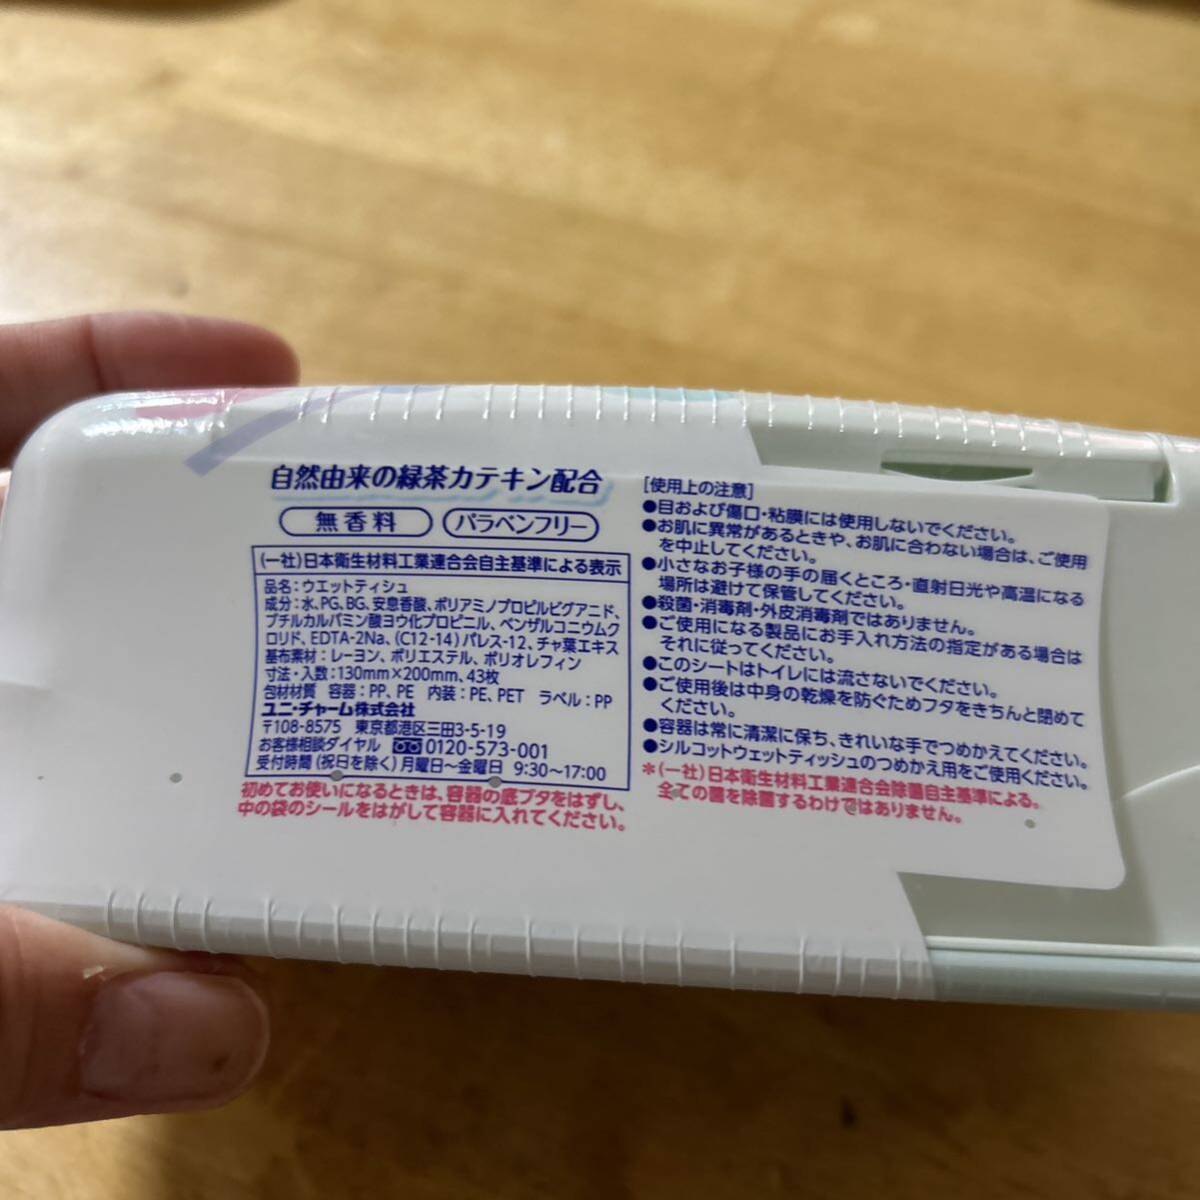 自然由来の緑茶カテキン配合
無香料
パラベンフリー
(一社)日本衛生材料工業連合会自主基準による表示
品名：ウエットティシュ
成分：水、PG、BG、安息香酸、ポリアミノプロピルビグアニド、
ブチルカルバミン酸ヨウ化プロピニル、ベンザルコニウムク
ロリド、EDTA-2Na、(C12-14)パレス-12、チャ葉エキス
基布素材：レーヨン、ポリエステル、ポリオレフィン
寸法・入数：130mm×200mm、43枚
包材材質 容器：PP、PE 内装：PE、PET ラベル：PP
ユニ・チャーム株式会社
〒108-8575 東京都港区三田3-5-19
お客様相談ダイヤル 0120-573-001
受付時間(祝日を除く)月曜日〜金曜日 9:30〜17:00
初めてお使いになるときは、容器の底ブタをはずし、
中の袋のシールをはがして容器に入れてください。
[使用上の注意]
●目および傷口・粘膜には使用しないでください。
●お肌に異常があるときや、お肌に合わない場合は、ご使用
を中止してください。
●小さなお子様の手の届くところ・直射日光や高温になる
場所は避けて保管してください。
●殺菌・消毒剤・外皮消毒剤ではありません。
●ご使用になる製品にお手入れ方法の指定がある場合は
それに従ってください。
●このシートはトイレには流さないでください。
●ご使用後は中身の乾燥を防ぐためフタをきちんと閉めて
ください。
●容器は常に清潔に保ち、きれいな手でつめかえてください。
●シルコットウェットティッシュのつめかえ用をご使用ください。
*(一社)日本衛生材料工業連合会除菌自主基準による。
全ての菌を除菌するわけではありません。